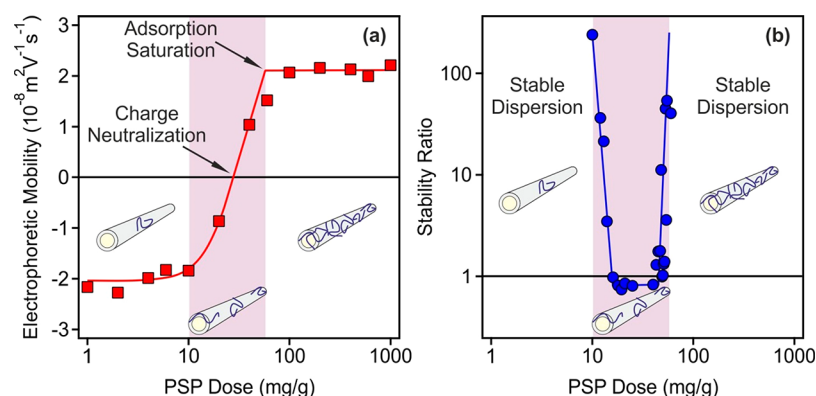 Electrophoretic Mobility (10⁻⁸ m² V⁻¹ s⁻¹)
3
2
1
0
-1
-2
-3
Adsorption
Saturation
(a)
Charge
Neutralization
1
10
100
1000
PSP Dose (mg/g)
Stability Ratio
100
10
1
(b)
Stable
Dispersion
Stable
Dispersion
1
10
100
1000
PSP Dose (mg/g)